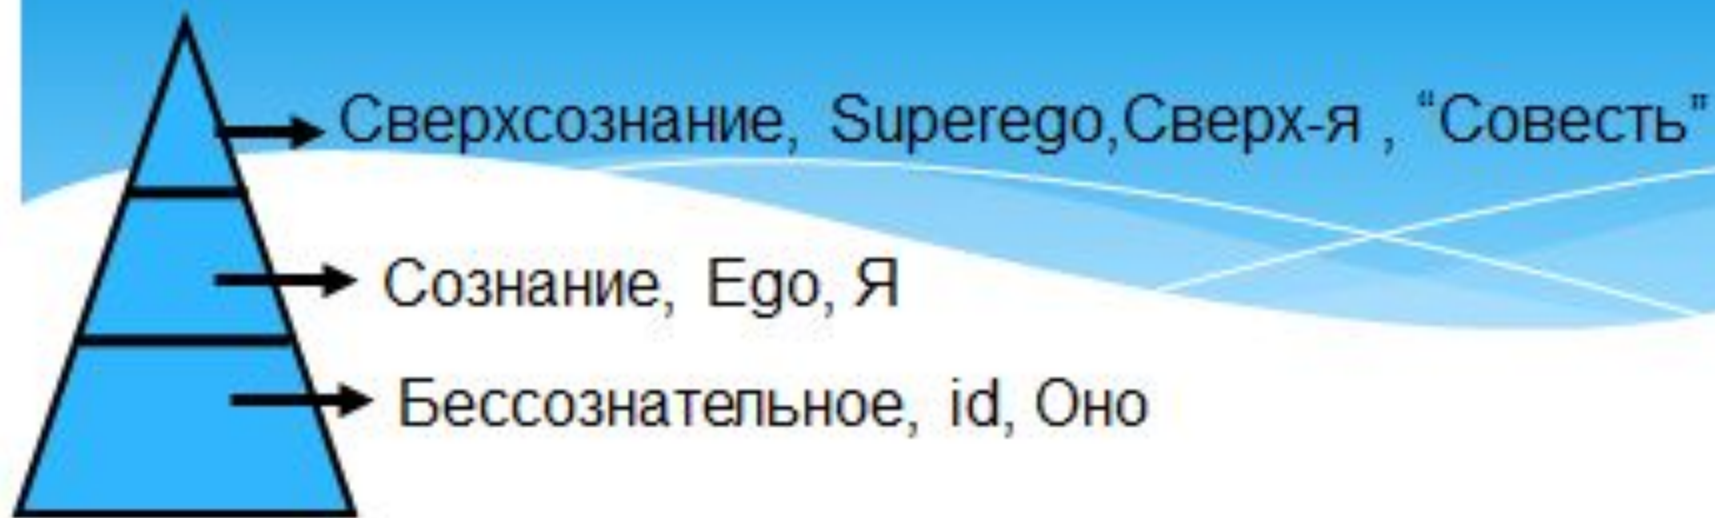 Сверхсознание, Superego,Сверх-я , “Совесть”
Сознание, Ego, Я
Бессознательное, id, Оно